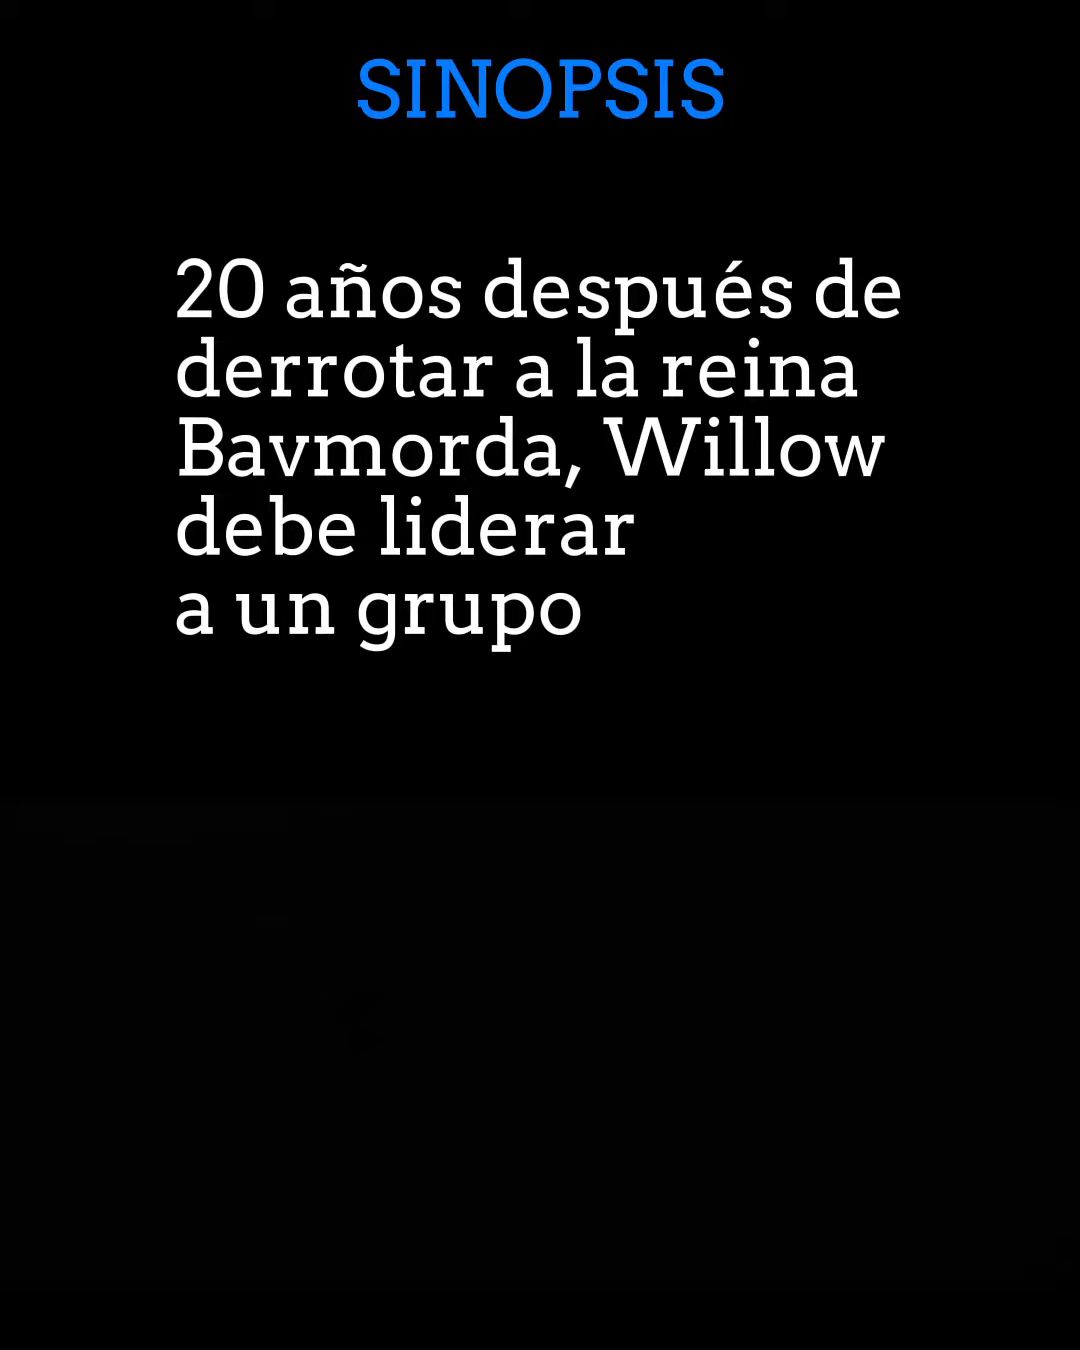 SINOPSIS
20 años después de
derrotar a la reina
Bavmorda, Willow
debe liderar
a un grupo